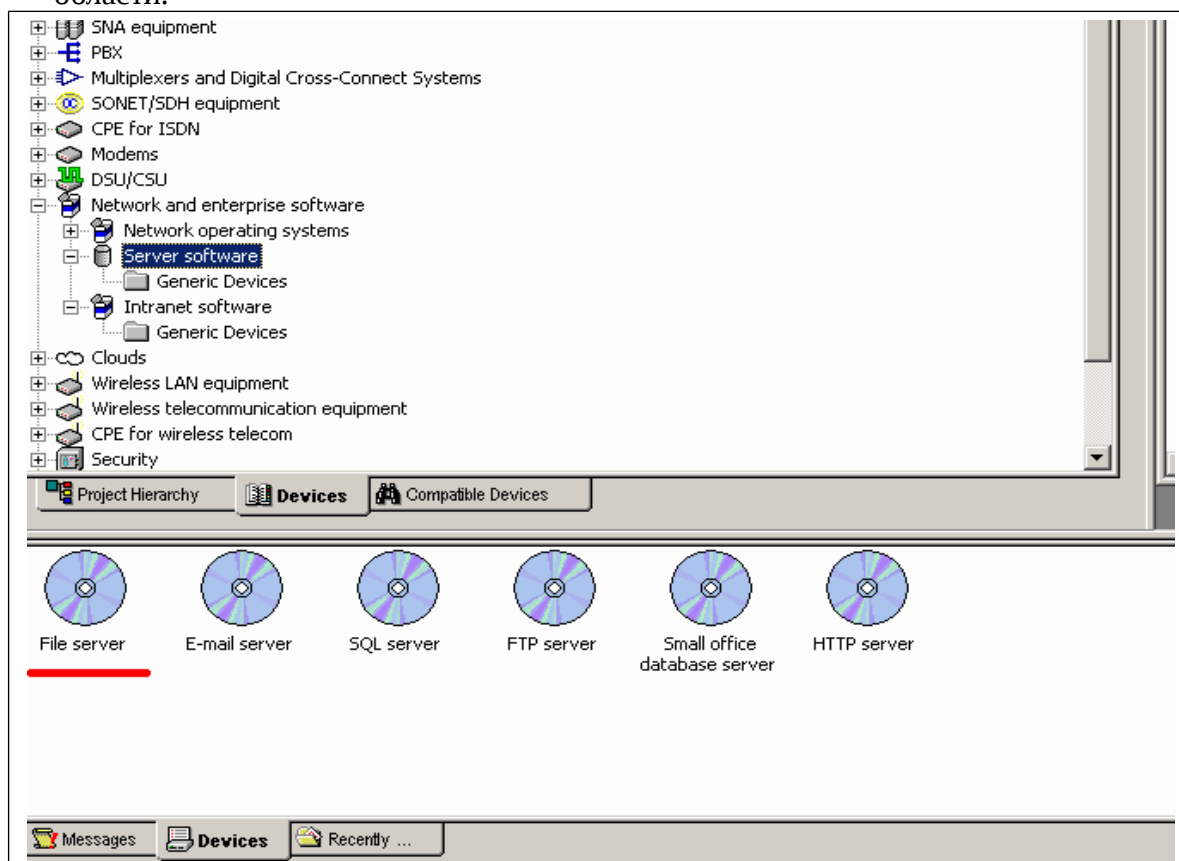 области.
SNA equipment
PBX
Multiplexers and Digital Cross-Connect Systems
SONET/SDH equipment
CPE for ISDN
Modems
DSU/CSU
Network and enterprise software
Network operating systems
Server software
Generic Devices
Intranet software
Generic Devices
Clouds
Wireless LAN equipment
Wireless telecommunication equipment
CPE for wireless telecom
Security
Project Hierarchy Devices Compatible Devices
File server E-mail server SQL server FTP server Small office HTTP server
database server
Messages Devices Recently ...